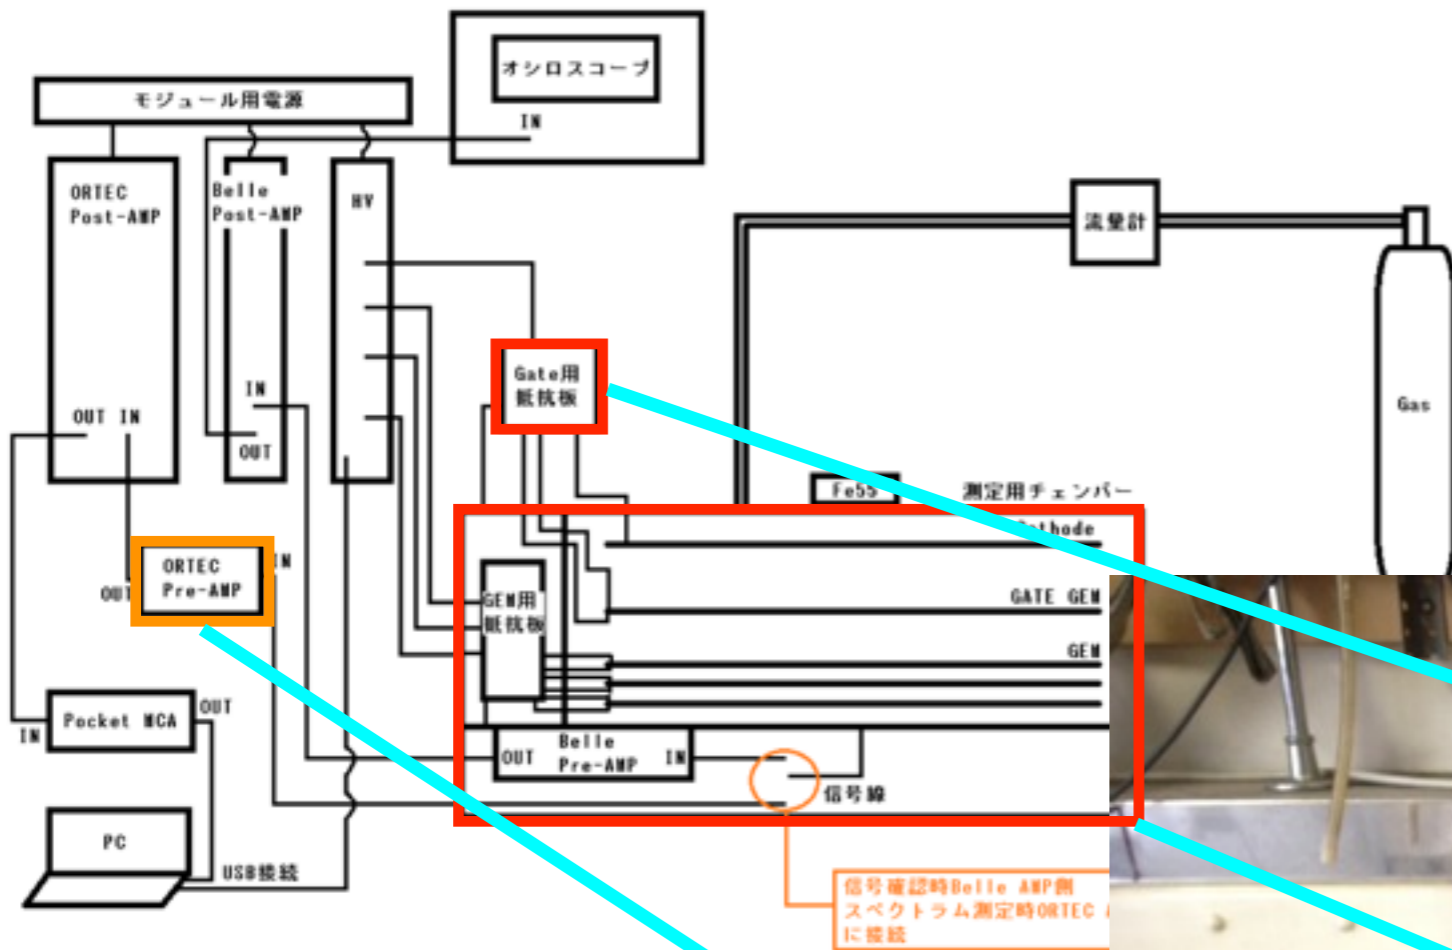 オシロスコープ
IN
モジュール用電源
ORTEC
Post-AMP
Belle
Post-AMP
HV
流量計
Gas
Gate用
抵抗板
IN
OUT
OUT IN
Fe55
測定用チェンバー
Cathode
ORTEC
Pre-AMP
IN
OUT
GATE GEM
GEM用
抵抗板
GEM
Pocket MCA
OUT
IN
Belle
Pre-AMP
OUT
IN
信号線
PC
USB接続
信号確認時Belle AMP側
スペクトラム測定時ORTEC
に接続